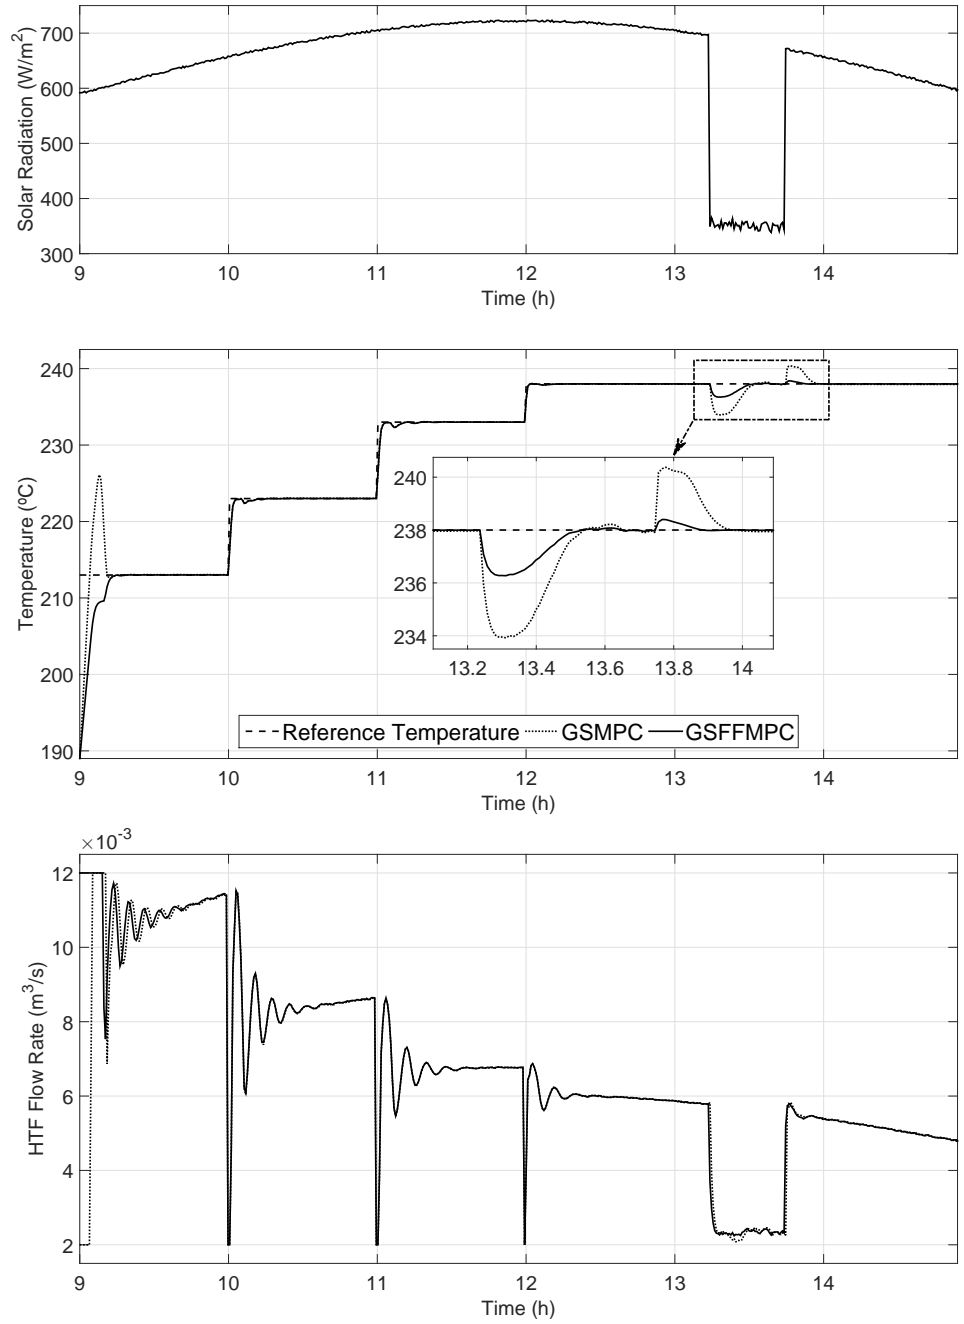 700
600
500
400
300
Solar Radiation (W/m²)
9 10 11 12 13 14
Time (h)
240
230
220
210
200
190
Temperature (ºC)
240
238
236
234
13.2 13.4 13.6 13.8 14
Reference Temperature GSMPC GSFFMPC
9 10 11 12 13 14
Time (h)
×10⁻³
12
10
8
6
4
2
HTF Flow Rate (m³/s)
9 10 11 12 13 14
Time (h)